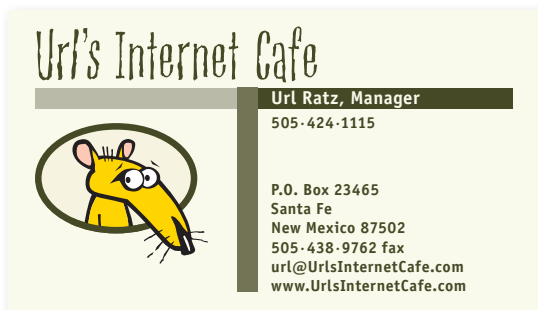 Url's Internet Cafe
Url Ratz, Manager
505·424·1115
P.O. Box 23465
Santa Fe
New Mexico 87502
505·438·9762 fax
url@UrlsInternetCafe.com
www.UrlsInternetCafe.com